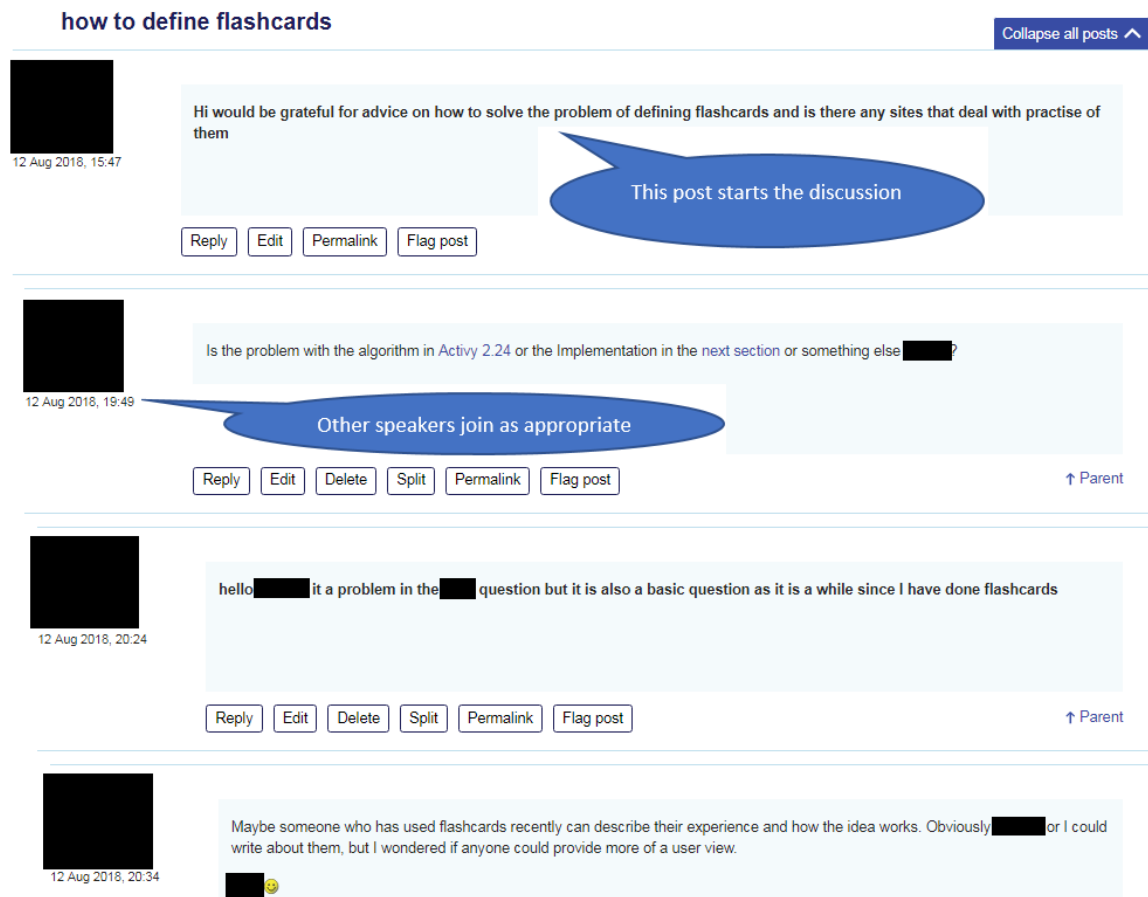 how to define flashcards
Collapse all posts
Hi would be grateful for advice on how to solve the problem of defining flashcards and is there any sites that deal with practise of
them
12 Aug 2018, 15:47
This post starts the discussion
Reply Edit Permalink Flag post
Is the problem with the algorithm in Activy 2.24 or the Implementation in the next section or something else ?
12 Aug 2018, 19:49
Other speakers join as appropriate
Reply Edit Delete Split Permalink Flag post ↑ Parent
hello it a problem in the question but it is also a basic question as it is a while since I have done flashcards
12 Aug 2018, 20:24
Reply Edit Delete Split Permalink Flag post ↑ Parent
Maybe someone who has used flashcards recently can describe their experience and how the idea works. Obviously or I could
write about them, but I wondered if anyone could provide more of a user view.
12 Aug 2018, 20:34